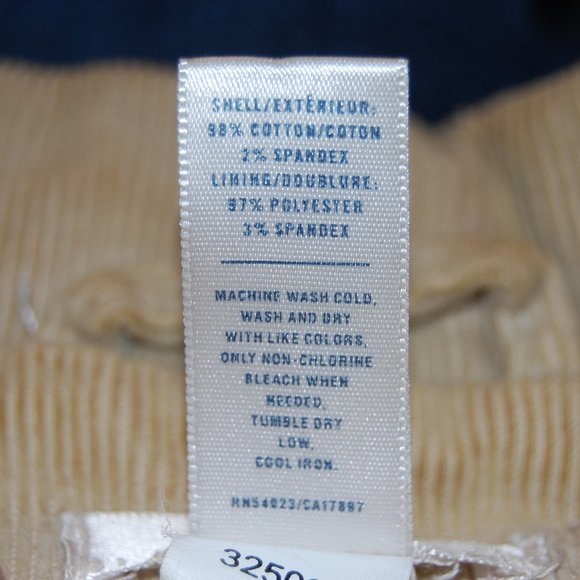 SHELL/EXTÉRIEUR:
98% COTTON/COTON
2% SPANDEX
LINING/DOUBLURE:
97% POLYESTER
3% SPANDEX
MACHINE WASH COLD,
WASH AND DRY
WITH LIKE COLORS,
ONLY NON-CHLORINE
BLEACH WHEN
NEEDED,
TUMBLE DRY
LOW,
COOL IRON.
RN54023/CA17897